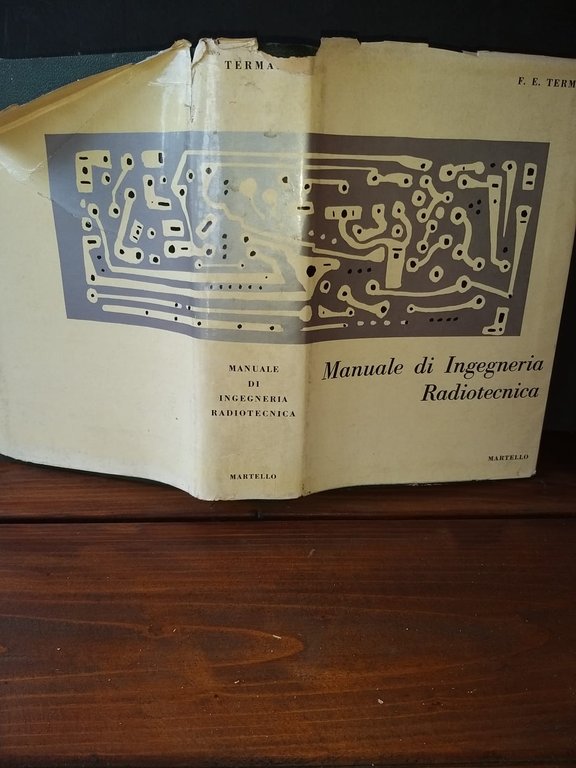 TERMA
MANUALE
DI
INGEGNERIA
RADIOTECNICA
MARTELLO
F. E. TERM
Manuale di Ingegneria
Radiotecnica
MARTELLO